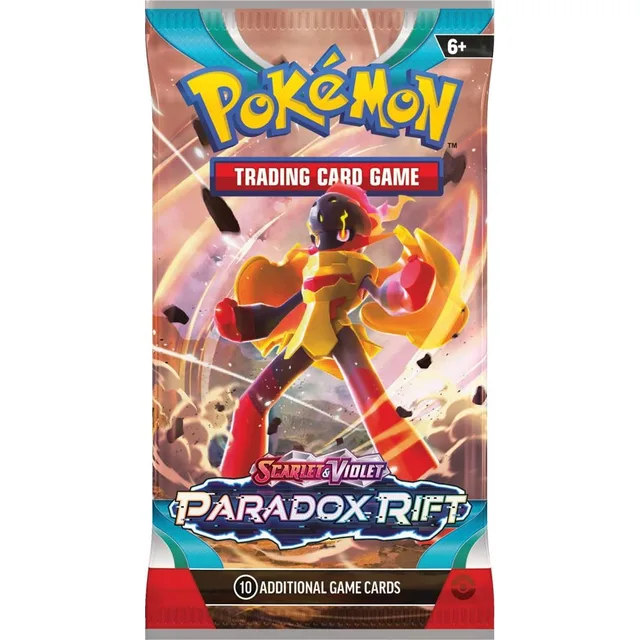 6+
POKÉMON
™
TRADING CARD GAME
SCARLET & VIOLET
PARADOX RIFT
10 ADDITIONAL GAME CARDS